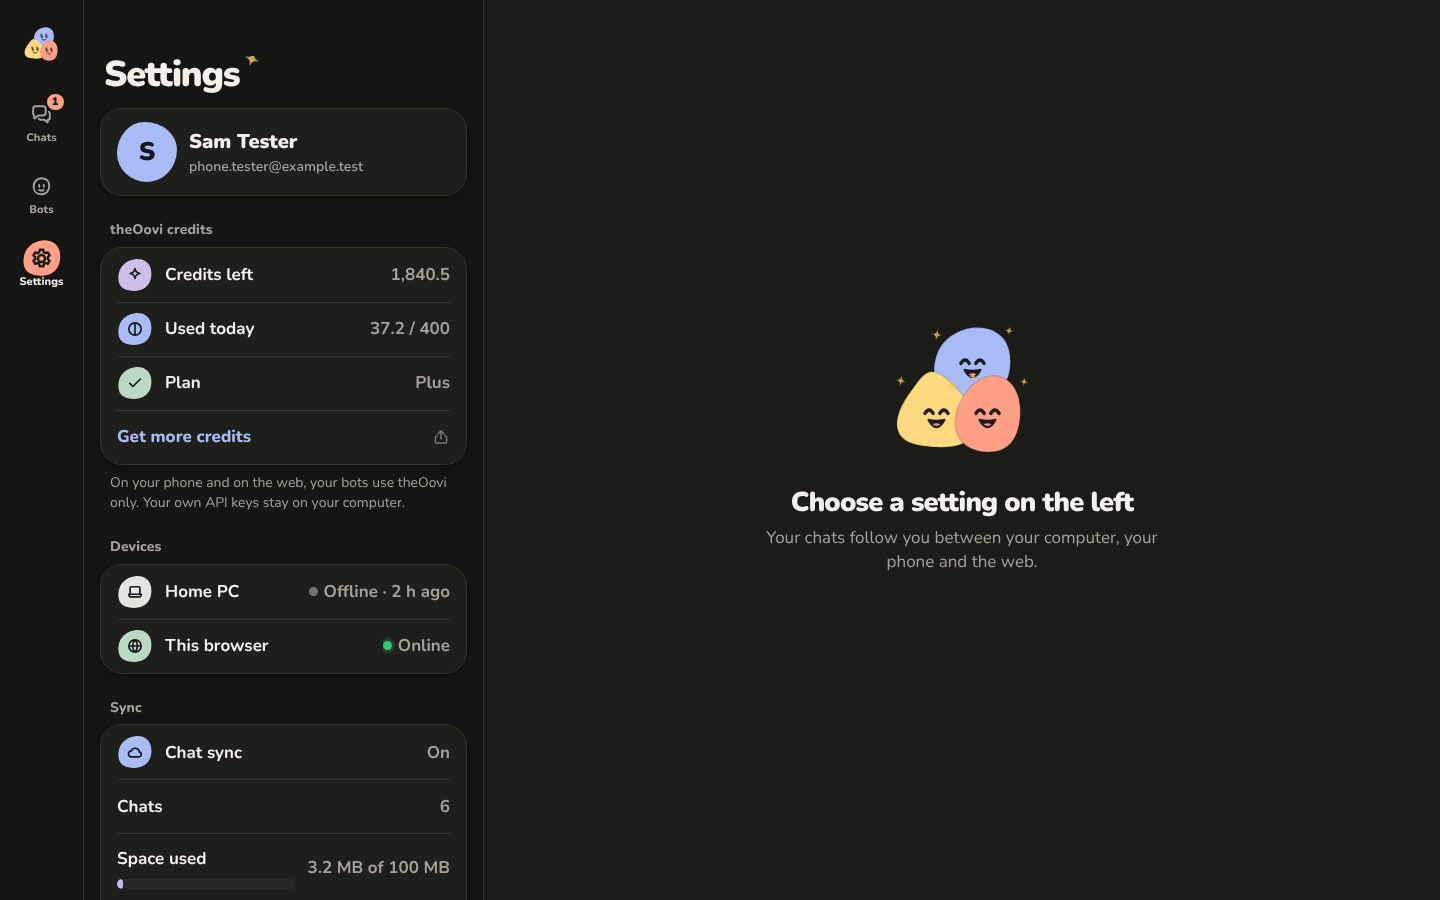 1
Chats
Bots
Settings
Settings
S
Sam Tester
phone.tester@example.test
theOovi credits
Credits left 1,840.5
Used today 37.2 / 400
Plan Plus
Get more credits
On your phone and on the web, your bots use theOovi
only. Your own API keys stay on your computer.
Devices
Home PC Offline · 2 h ago
This browser Online
Sync
Chat sync On
Chats 6
Space used 3.2 MB of 100 MB
Choose a setting on the left
Your chats follow you between your computer, your
phone and the web.